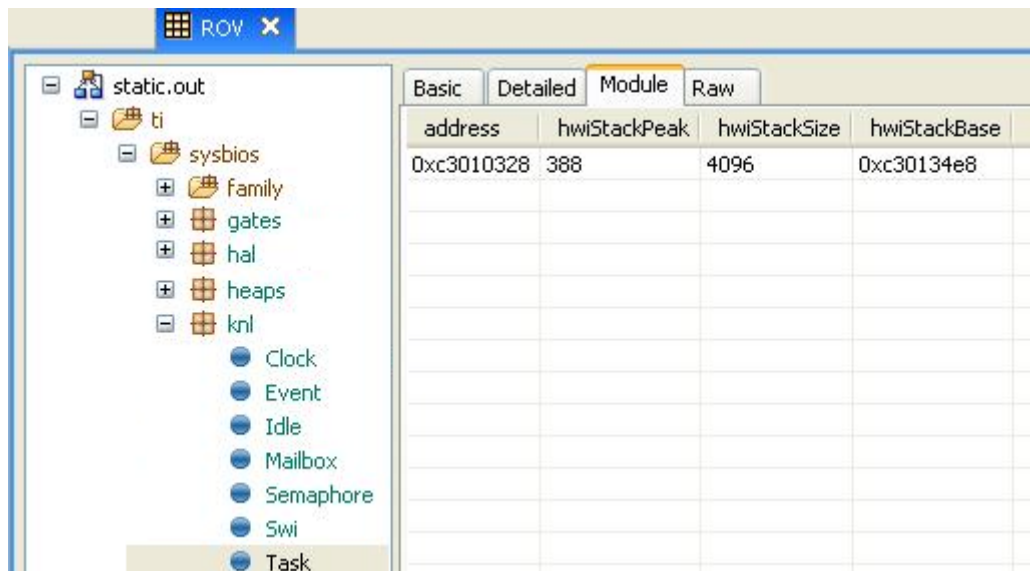 ROV
static.out
ti
sysbios
family
gates
hal
heaps
knl
Clock
Event
Idle
Mailbox
Semaphore
Swi
Task
Basic Detailed Module Raw
address hwiStackPeak hwiStackSize hwiStackBase
0xc3010328 388 4096 0xc30134e8